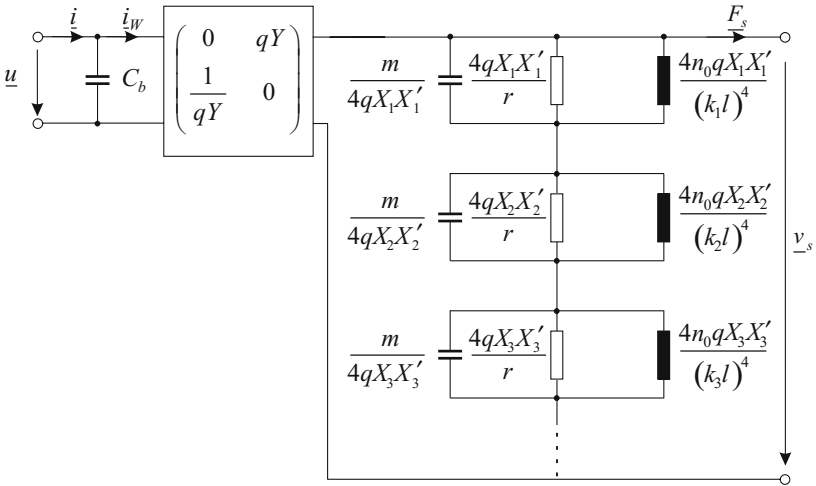 i i_W
u C_b
( 0 qY )
( 1/qY 0 )
F_s
m/4qX_1X_1′ 4qX_1X_1′/r 4n_0qX_1X_1′/(k_1l)^4
m/4qX_2X_2′ 4qX_2X_2′/r 4n_0qX_2X_2′/(k_2l)^4
v_s
m/4qX_3X_3′ 4qX_3X_3′/r 4n_0qX_3X_3′/(k_3l)^4